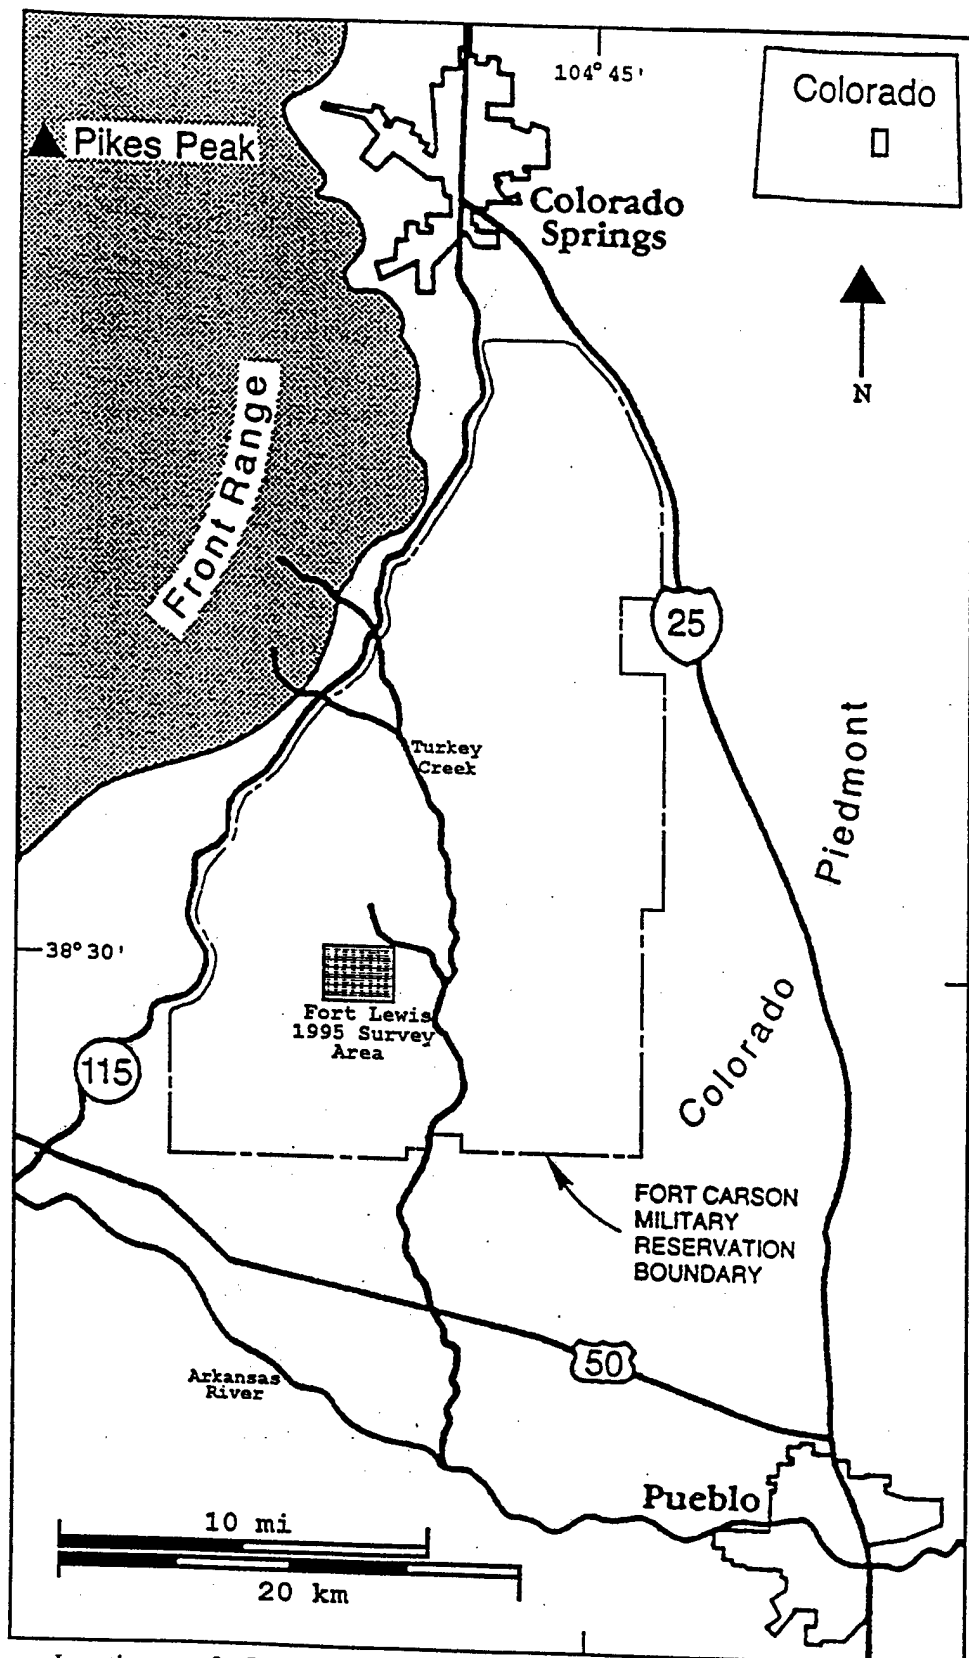 104° 45'
Colorado
Pikes Peak
Colorado
Springs
N
Front Range
25
Turkey
Creek
Piedmont
38° 30'
Fort Lewis
1995 Survey
Area
Colorado
115
FORT CARSON
MILITARY
RESERVATION
BOUNDARY
50
Arkansas
River
Pueblo
10 mi
20 km